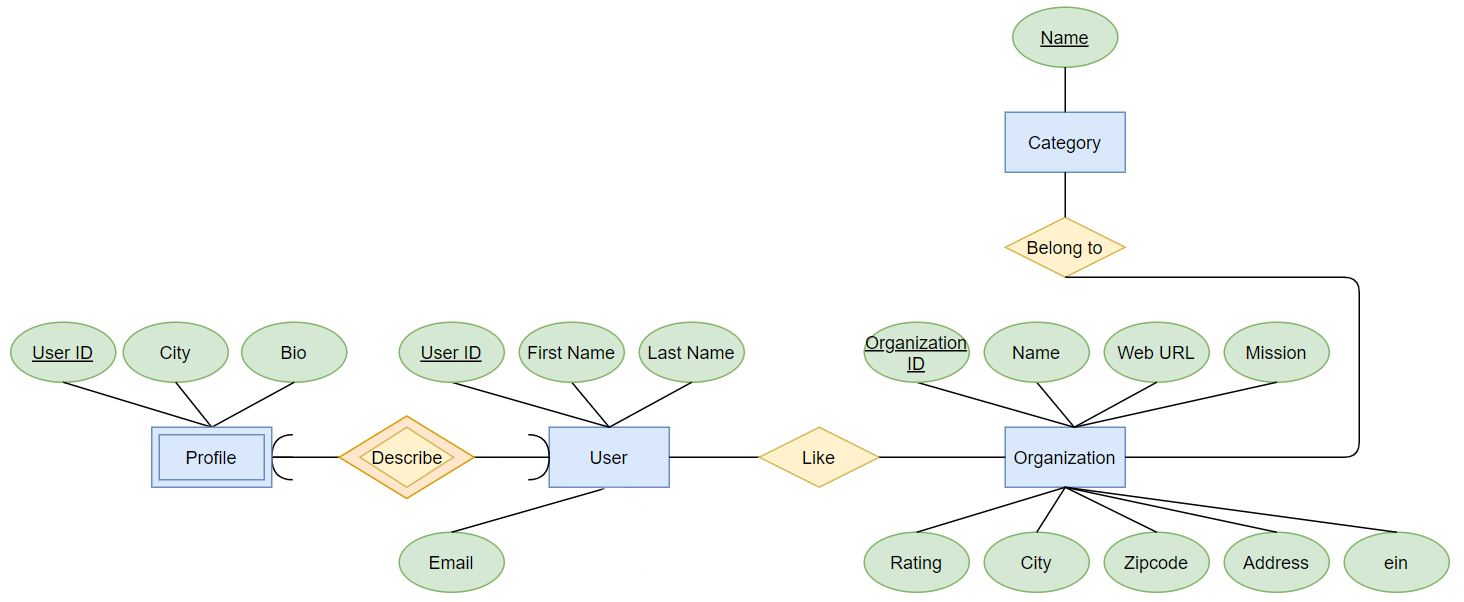 Name
Category
Belong to
User ID
City
Bio
User ID
First Name
Last Name
Organization
ID
Name
Web URL
Mission
Profile
Describe
User
Like
Organization
Email
Rating
City
Zipcode
Address
ein